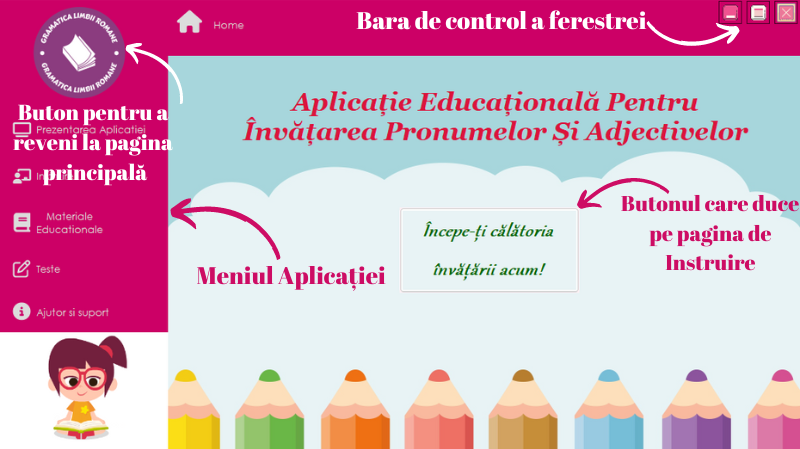 Bara de control a ferestrei
Home
GRAMATICA LIMBII ROMANE
GRAMATICA LIMBII ROMANE
Aplicație Educațională Pentru
Învățarea Pronumelor Și Adjectivelor
Buton pentru a
Prezentarea Aplicatiei
reveni la pagina
principală
Butonul care duce
pe pagina de
Instruire
Începe-ți călătoria
învățării acum!
Materiale
Educationale
Meniul Aplicației
Teste
Ajutor si suport